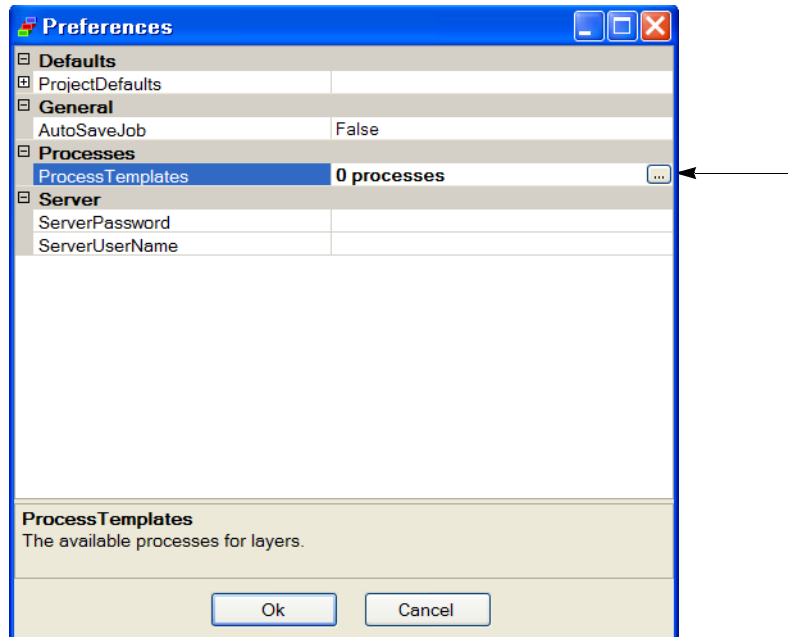 Preferences
Defaults
ProjectDefaults
General
AutoSaveJob False
Processes
ProcessTemplates 0 processes ...
Server
ServerPassword
ServerUserName
ProcessTemplates
The available processes for layers.
Ok Cancel